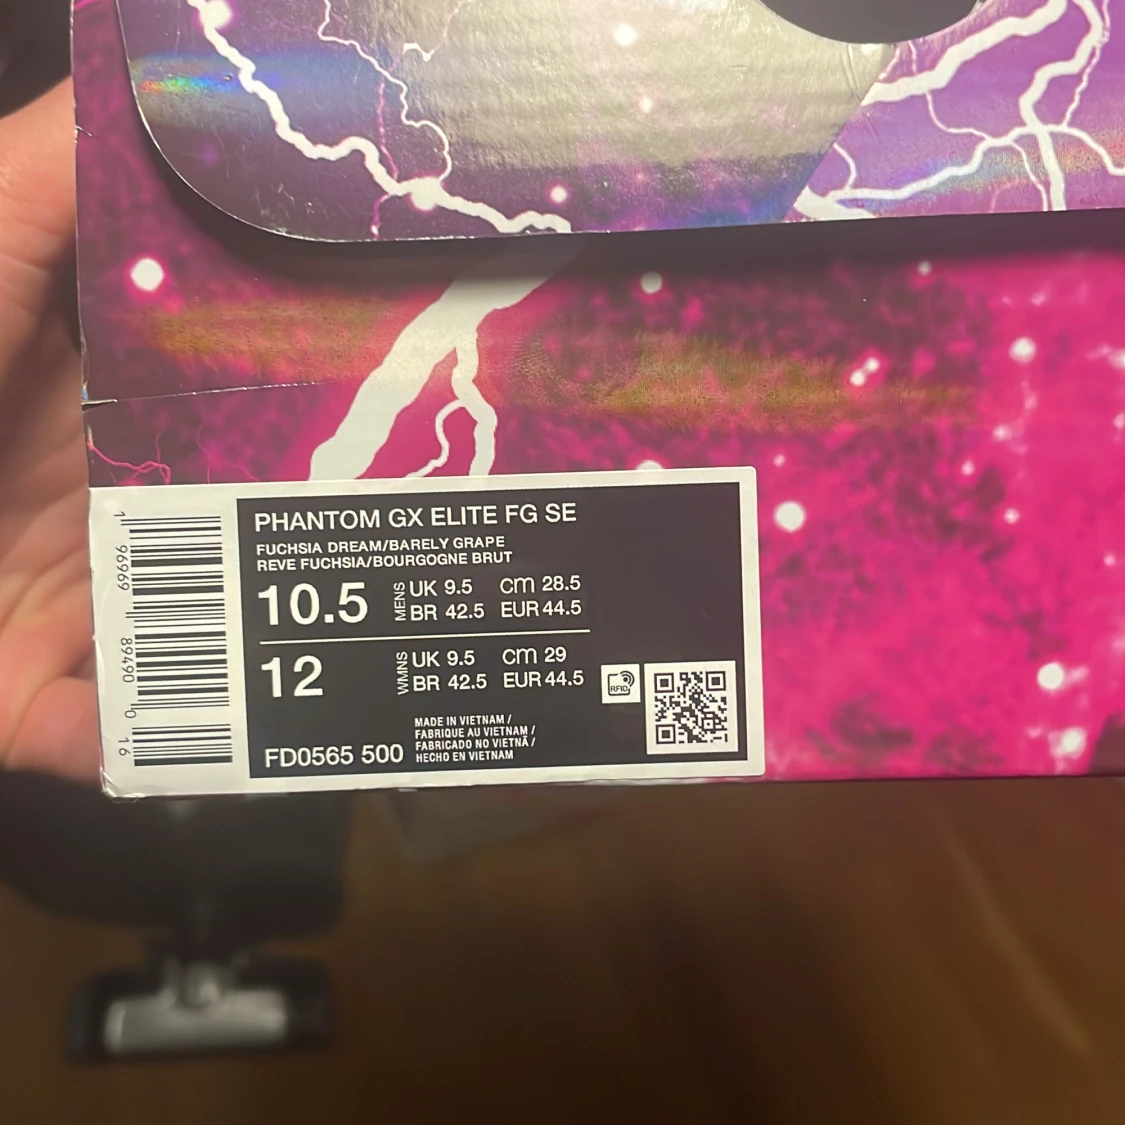 PHANTOM GX ELITE FG SE
FUCHSIA DREAM/BARELY GRAPE
REVE FUCHSIA/BOURGOGNE BRUT
10.5 MENS UK 9.5 cm 28.5
BR 42.5 EUR 44.5
12 WMNS UK 9.5 cm 29
BR 42.5 EUR 44.5
RFID
MADE IN VIETNAM /
FABRIQUE AU VIETNAM /
FABRICADO NO VIETNÃ /
HECHO EN VIETNAM
FD0565 500
1 96969 89490 0 16